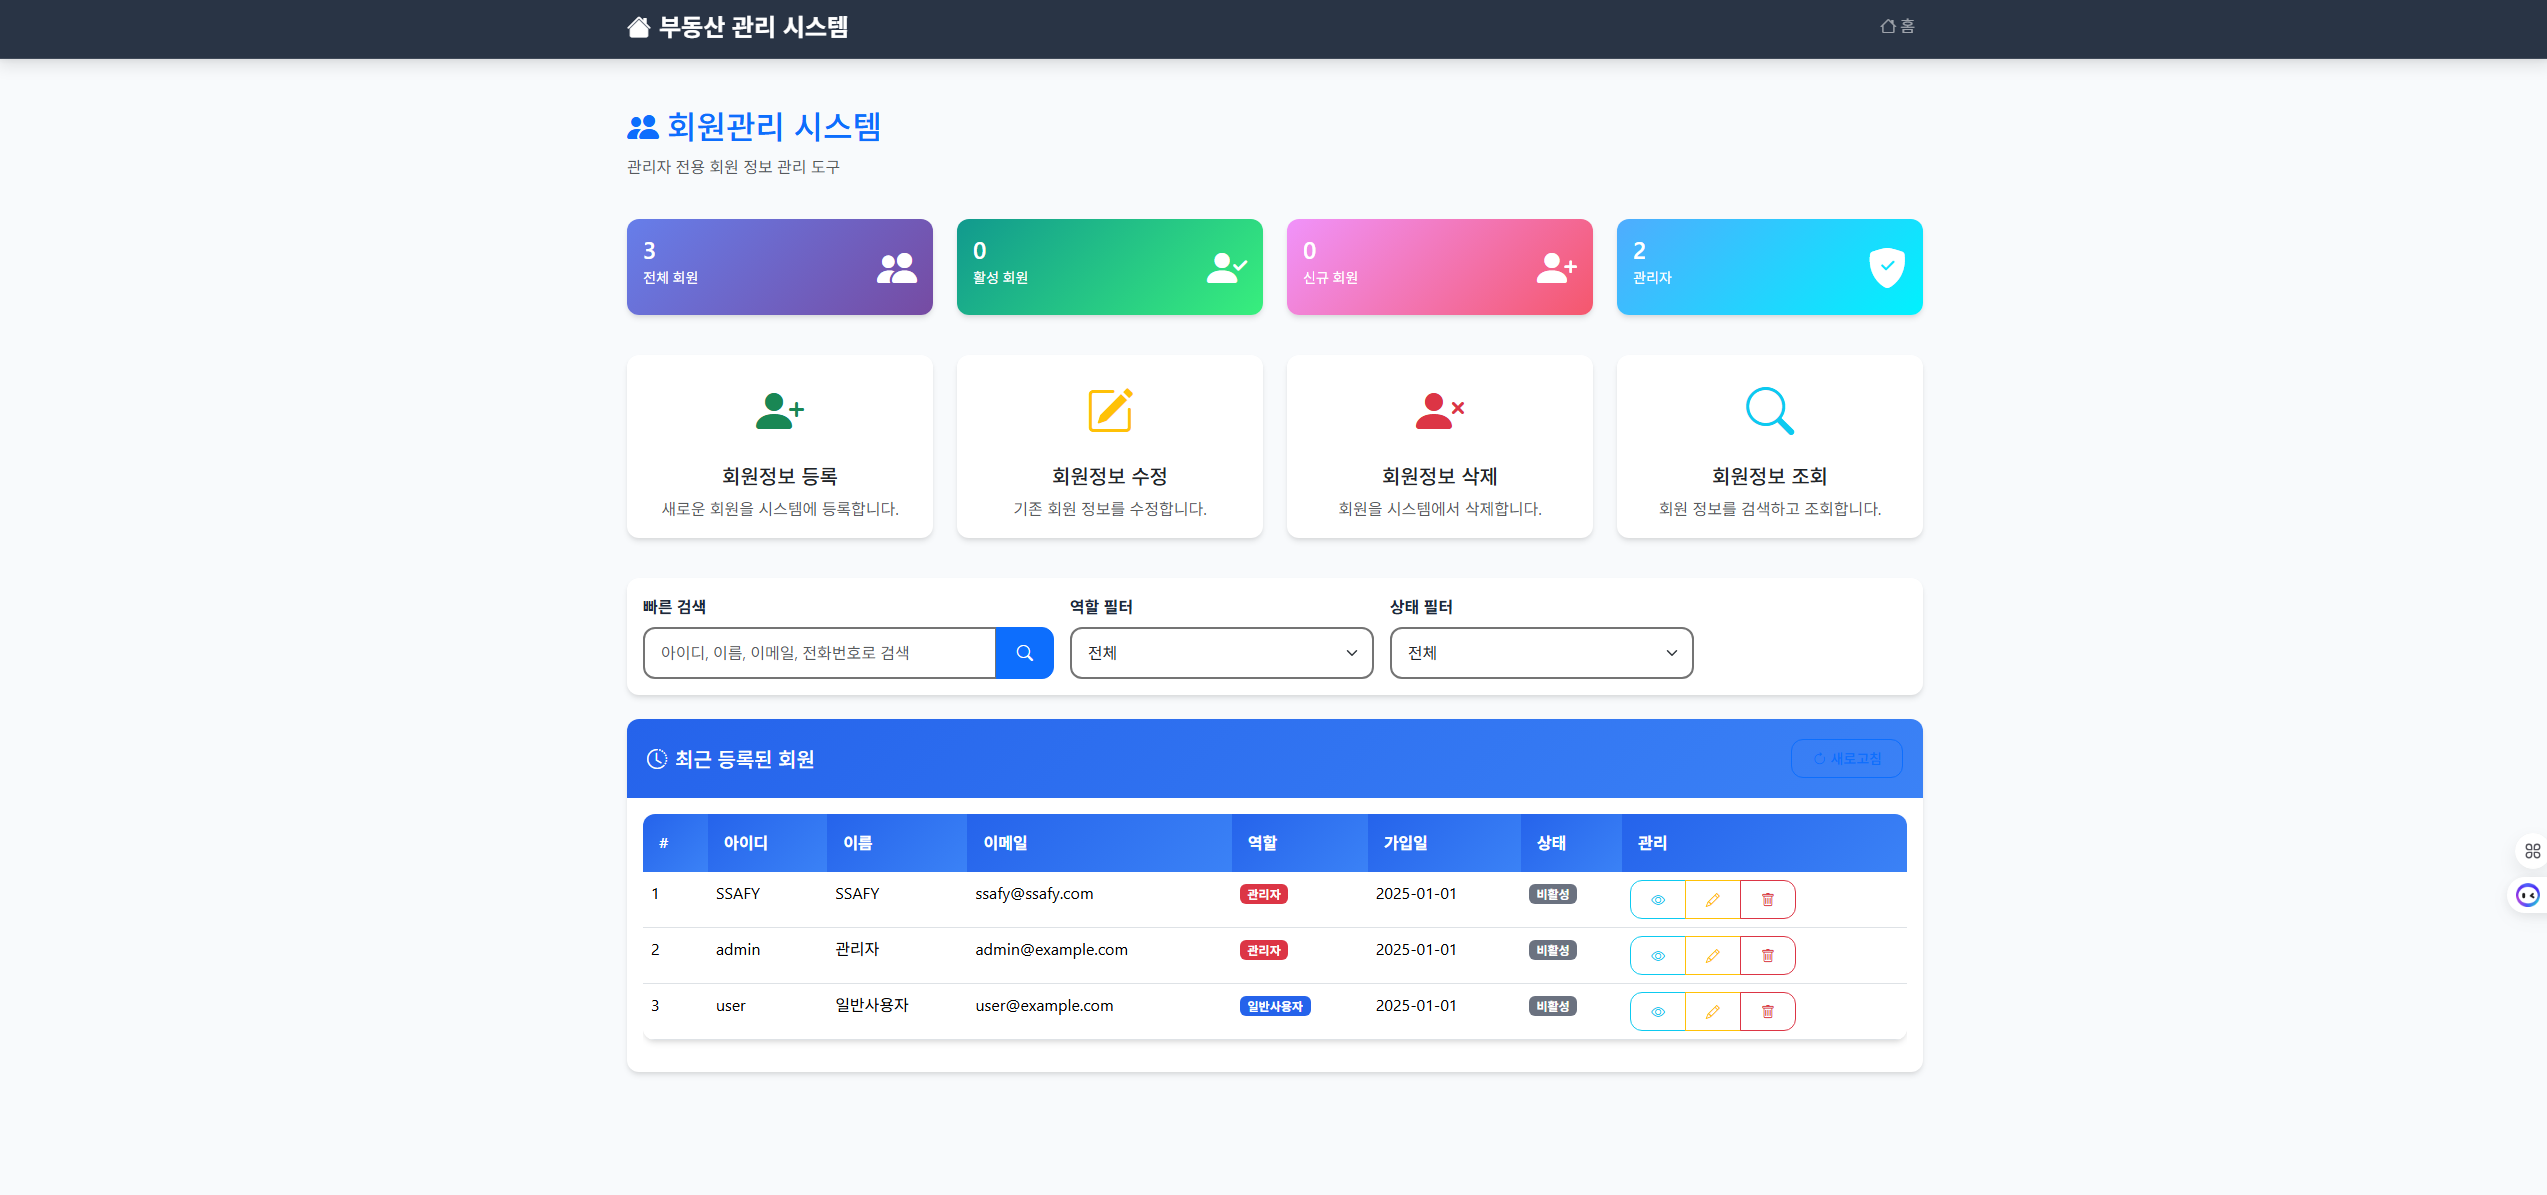 부동산 관리 시스템
홈
회원관리 시스템
관리자 전용 회원 정보 관리 도구
3
전체 회원
0
활성 회원
0
신규 회원
2
관리자
회원정보 등록
새로운 회원을 시스템에 등록합니다.
회원정보 수정
기존 회원 정보를 수정합니다.
회원정보 삭제
회원을 시스템에서 삭제합니다.
회원정보 조회
회원 정보를 검색하고 조회합니다.
빠른 검색
아이디, 이름, 이메일, 전화번호로 검색
역할 필터
전체
상태 필터
전체
최근 등록된 회원
새로고침
# 아이디 이름 이메일 역할 가입일 상태 관리
1 SSAFY SSAFY ssafy@ssafy.com 관리자 2025-01-01 비활성
2 admin 관리자 admin@example.com 관리자 2025-01-01 비활성
3 user 일반사용자 user@example.com 일반사용자 2025-01-01 비활성